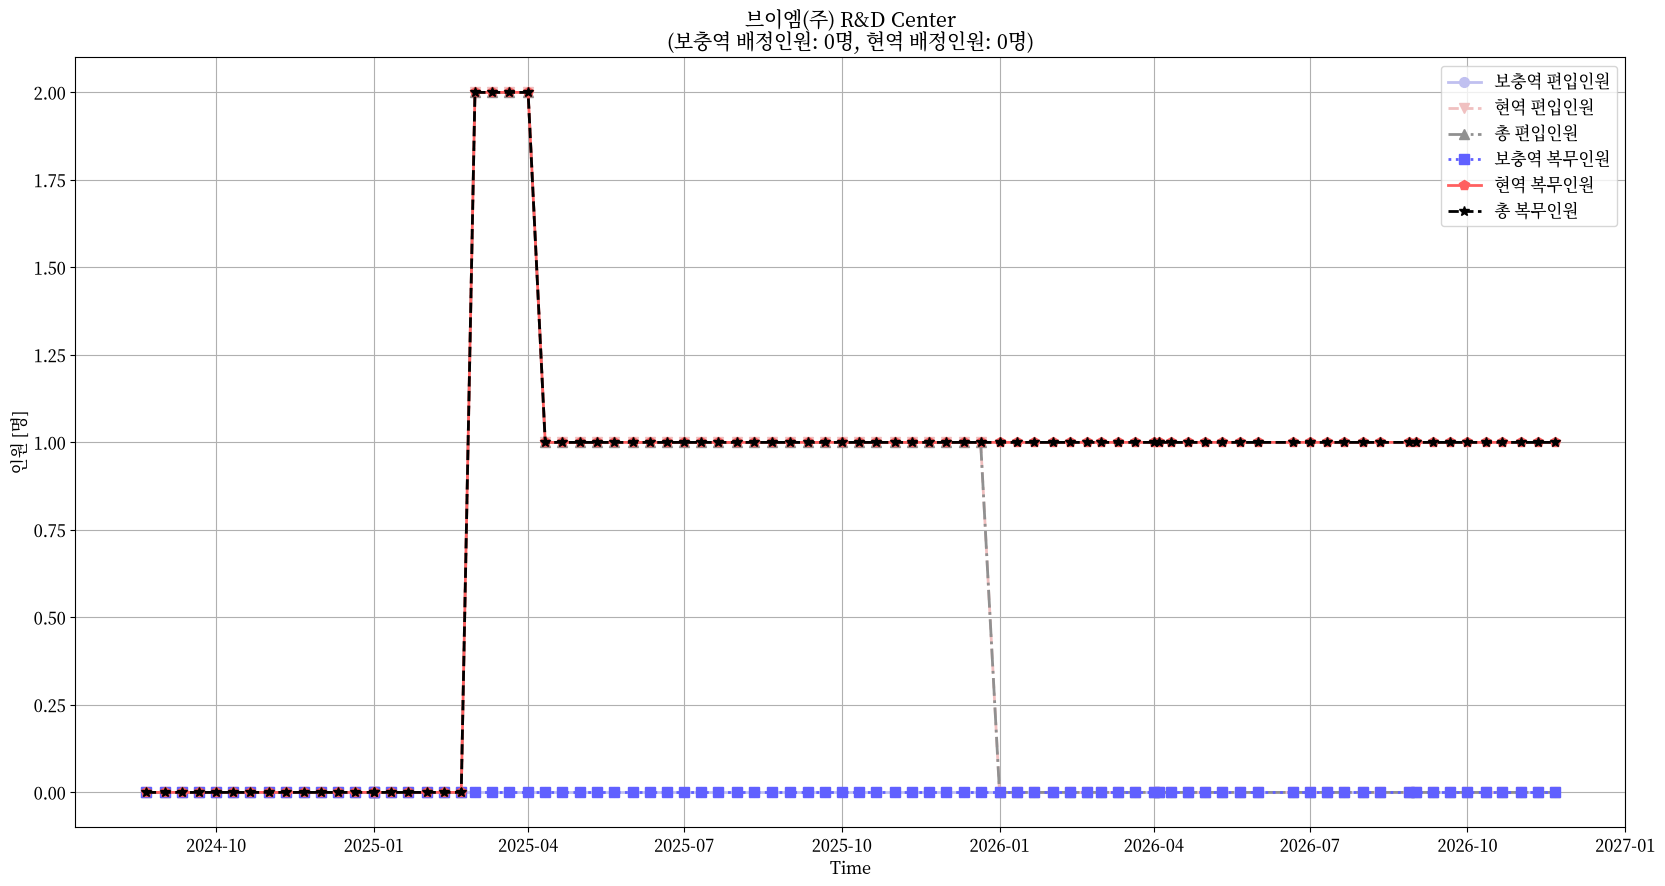 브이엠(주) R&D Center
(보충역 배정인원: 0명, 현역 배정인원: 0명)
보충역 편입인원
현역 편입인원
총 편입인원
보충역 복무인원
현역 복무인원
총 복무인원
인원 [명]
2.00
1.75
1.50
1.25
1.00
0.75
0.50
0.25
0.00
2024-10
2025-01
2025-04
2025-07
2025-10
2026-01
2026-04
2026-07
2026-10
2027-01
Time